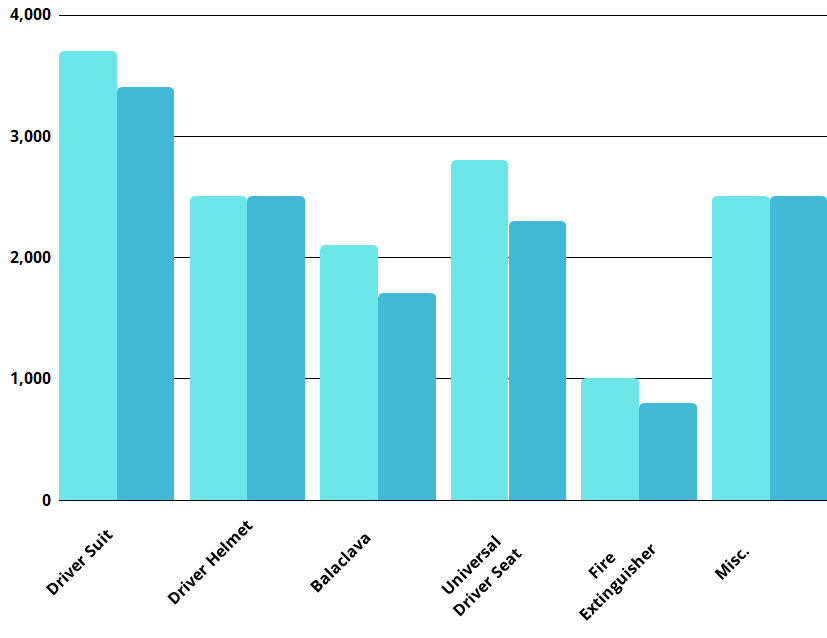 4,000
3,000
2,000
1,000
0
Driver Suit
Driver Helmet
Balaclava
Universal
Driver Seat
Fire
Extinguisher
Misc.